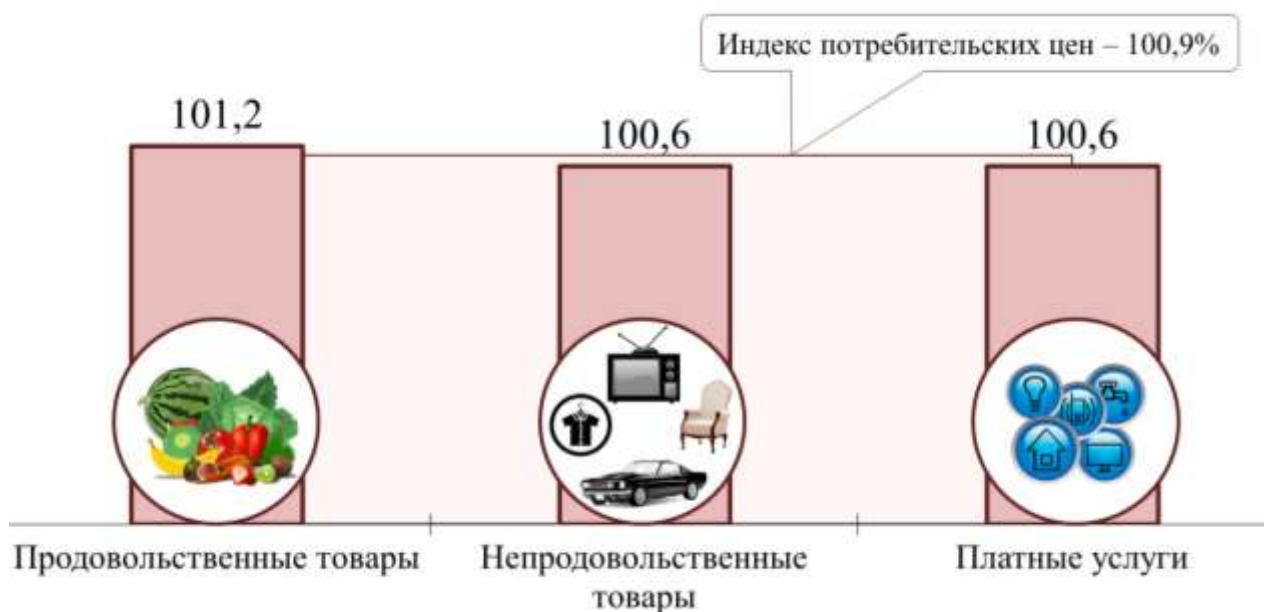 Индекс потребительских цен – 100,9%
101,2
100,6
100,6
Продовольственные товары
Непродовольственные
товары
Платные услуги